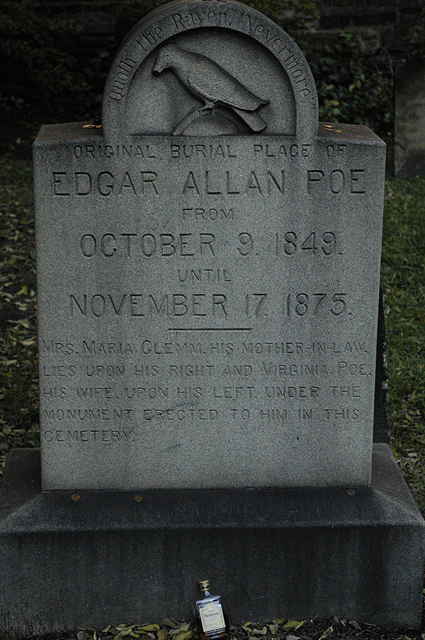 "Quoth the Raven, Nevermore"
ORIGINAL BURIAL PLACE OF
EDGAR ALLAN POE
FROM
OCTOBER 9, 1849.
UNTIL
NOVEMBER 17, 1875.
MRS. MARIA CLEMM, HIS MOTHER-IN-LAW,
LIES UPON HIS RIGHT AND VIRGINIA POE,
HIS WIFE, UPON HIS LEFT, UNDER THE
MONUMENT ERECTED TO HIM IN THIS
CEMETERY.